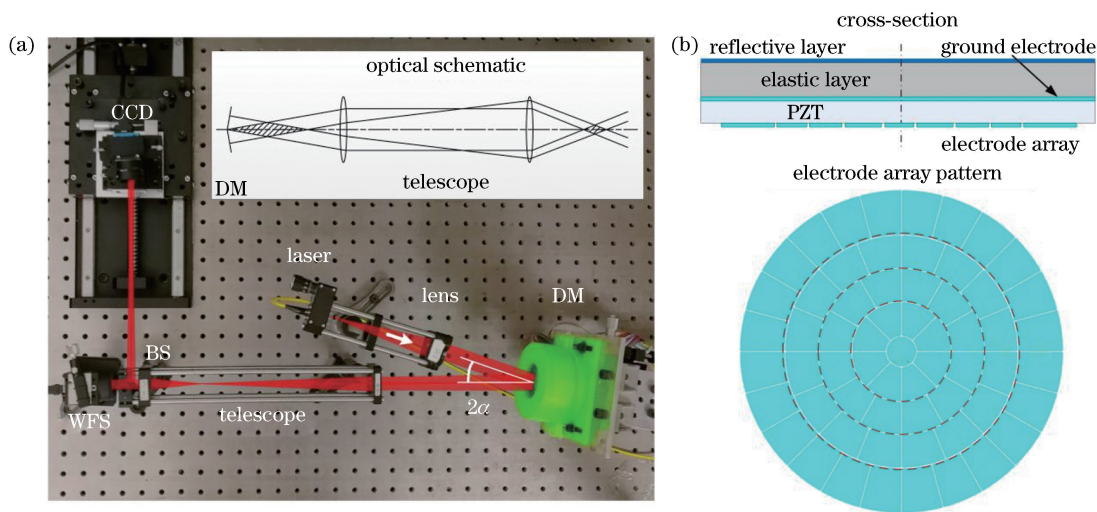 (a)
optical schematic
DM
telescope
CCD
laser
lens
DM
BS
WFS
telescope
2α
(b)
cross-section
reflective layer
ground electrode
elastic layer
PZT
electrode array
electrode array pattern